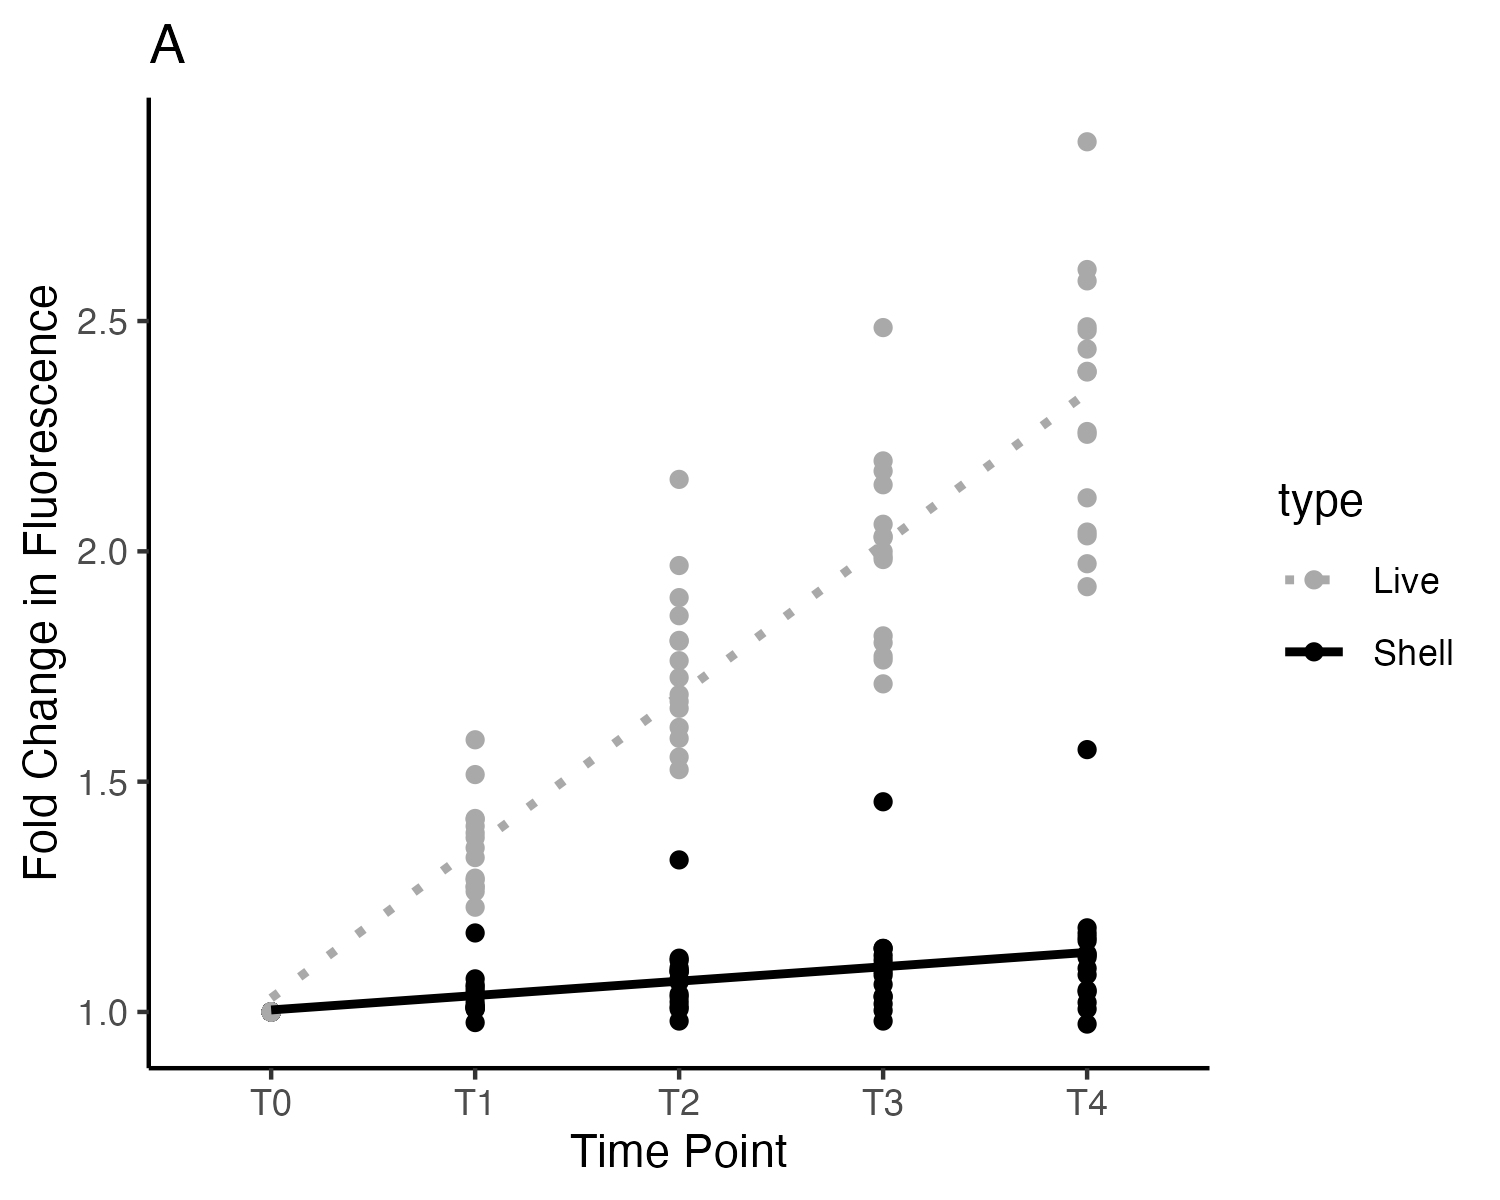 A
Fold Change in Fluorescence
2.5
2.0
1.5
1.0
T0 T1 T2 T3 T4
Time Point
type
Live
Shell